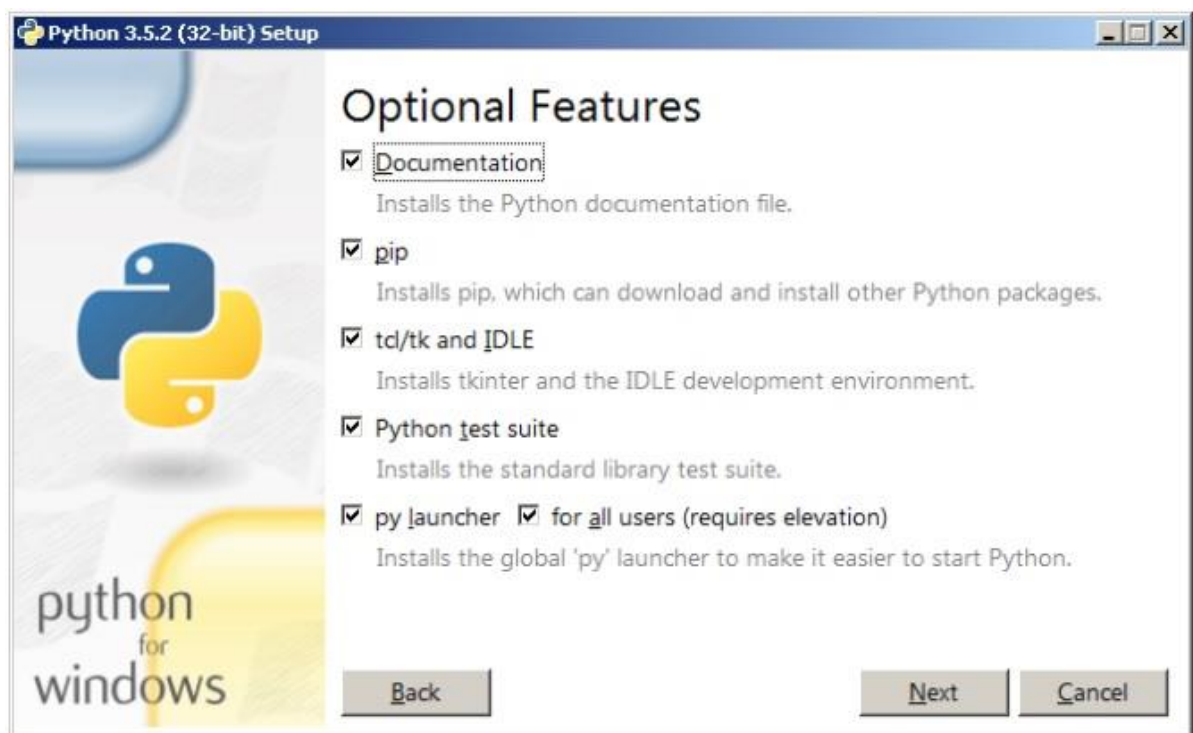 Python 3.5.2 (32-bit) Setup
Optional Features
Documentation
Installs the Python documentation file.
pip
Installs pip, which can download and install other Python packages.
tcl/tk and IDLE
Installs tkinter and the IDLE development environment.
Python test suite
Installs the standard library test suite.
py launcher for all users (requires elevation)
Installs the global 'py' launcher to make it easier to start Python.
python
for
windows
Back Next Cancel